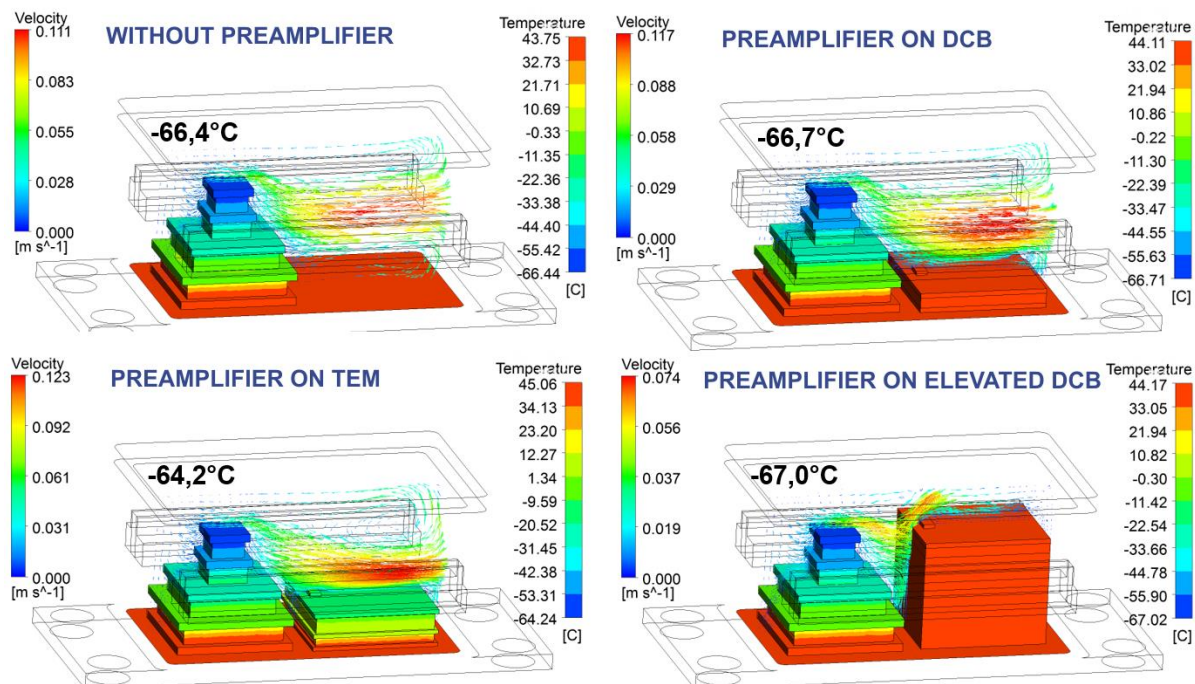 Velocity
0.111
0.083
0.055
0.028
0.000
[m s^-1]
WITHOUT PREAMPLIFIER
-66,4°C
Temperature
43.75
32.73
21.71
10.69
-0.33
-11.35
-22.36
-33.38
-44.40
-55.42
-66.44
[C]
Velocity
0.117
0.087
0.058
0.029
0.000
[m s^-1]
PREAMPLIFIER ON DCB
-66,7°C
Temperature
44.11
33.02
21.94
10.86
-0.22
-11.30
-22.39
-33.47
-44.55
-55.63
-66.71
[C]
Velocity
0.123
0.092
0.061
0.031
0.000
[m s^-1]
PREAMPLIFIER ON TEM
-64,2°C
Temperature
45.06
34.13
23.20
12.27
1.34
-9.59
-20.52
-31.45
-42.38
-53.31
-64.24
[C]
Velocity
0.074
0.056
0.037
0.019
0.000
[m s^-1]
PREAMPLIFIER ON ELEVATED DCB
-67,0°C
Temperature
44.17
33.05
21.94
10.82
-0.30
-11.42
-22.54
-33.66
-44.78
-55.90
-67.02
[C]